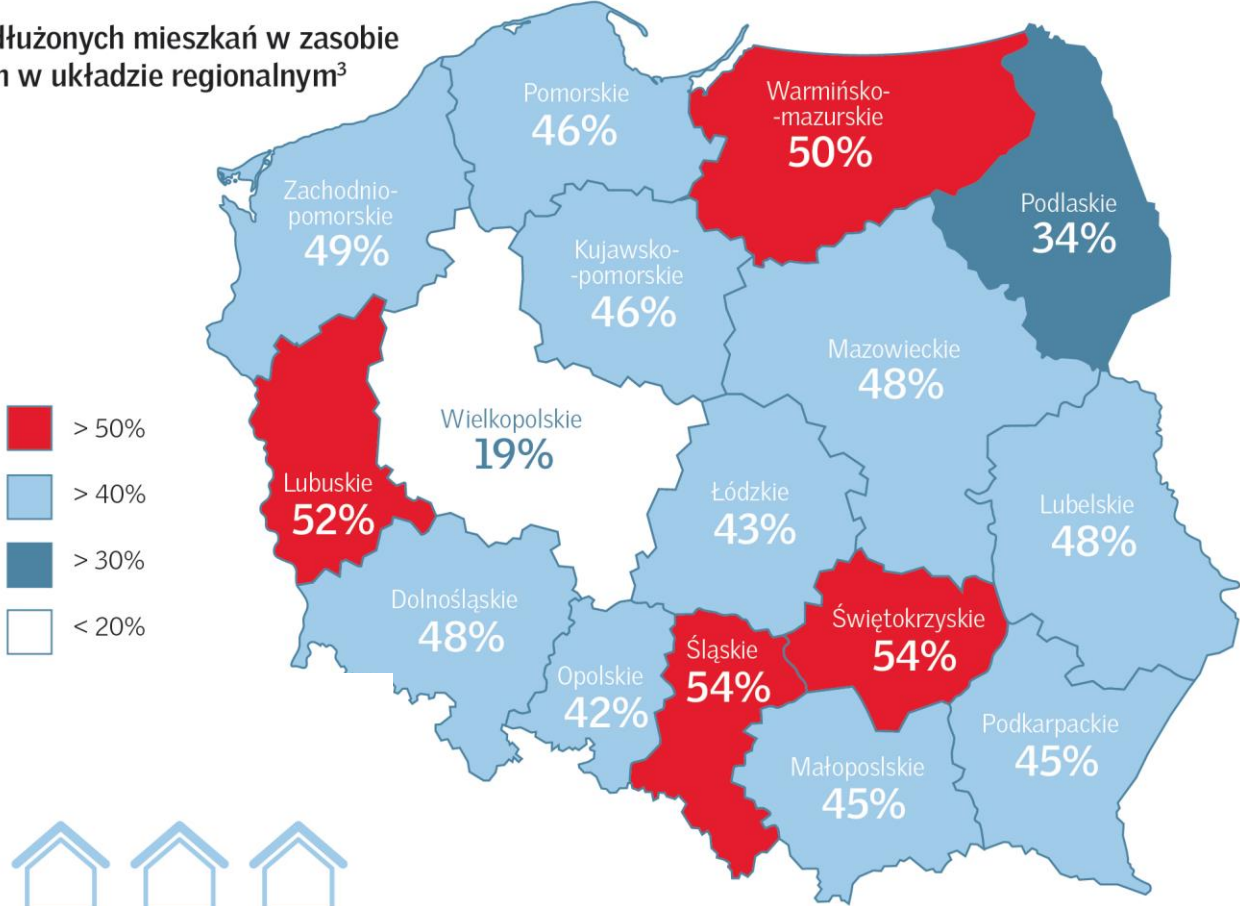 mieszkań w zasobie
w układzie regionalnym³
Pomorskie
46%
Warmińsko-
-mazurskie
50%
Zachodnio-
pomorskie
49%
Podlaskie
34%
Kujawsko-
-pomorskie
46%
Mazowieckie
48%
> 50%
> 40%
> 30%
< 20%
Wielkopolskie
19%
Lubuskie
52%
Łódzkie
43%
Lubelskie
48%
Dolnośląskie
48%
Opolskie
42%
Śląskie
54%
Świętokrzyskie
54%
Podkarpackie
45%
Małoposlskie
45%